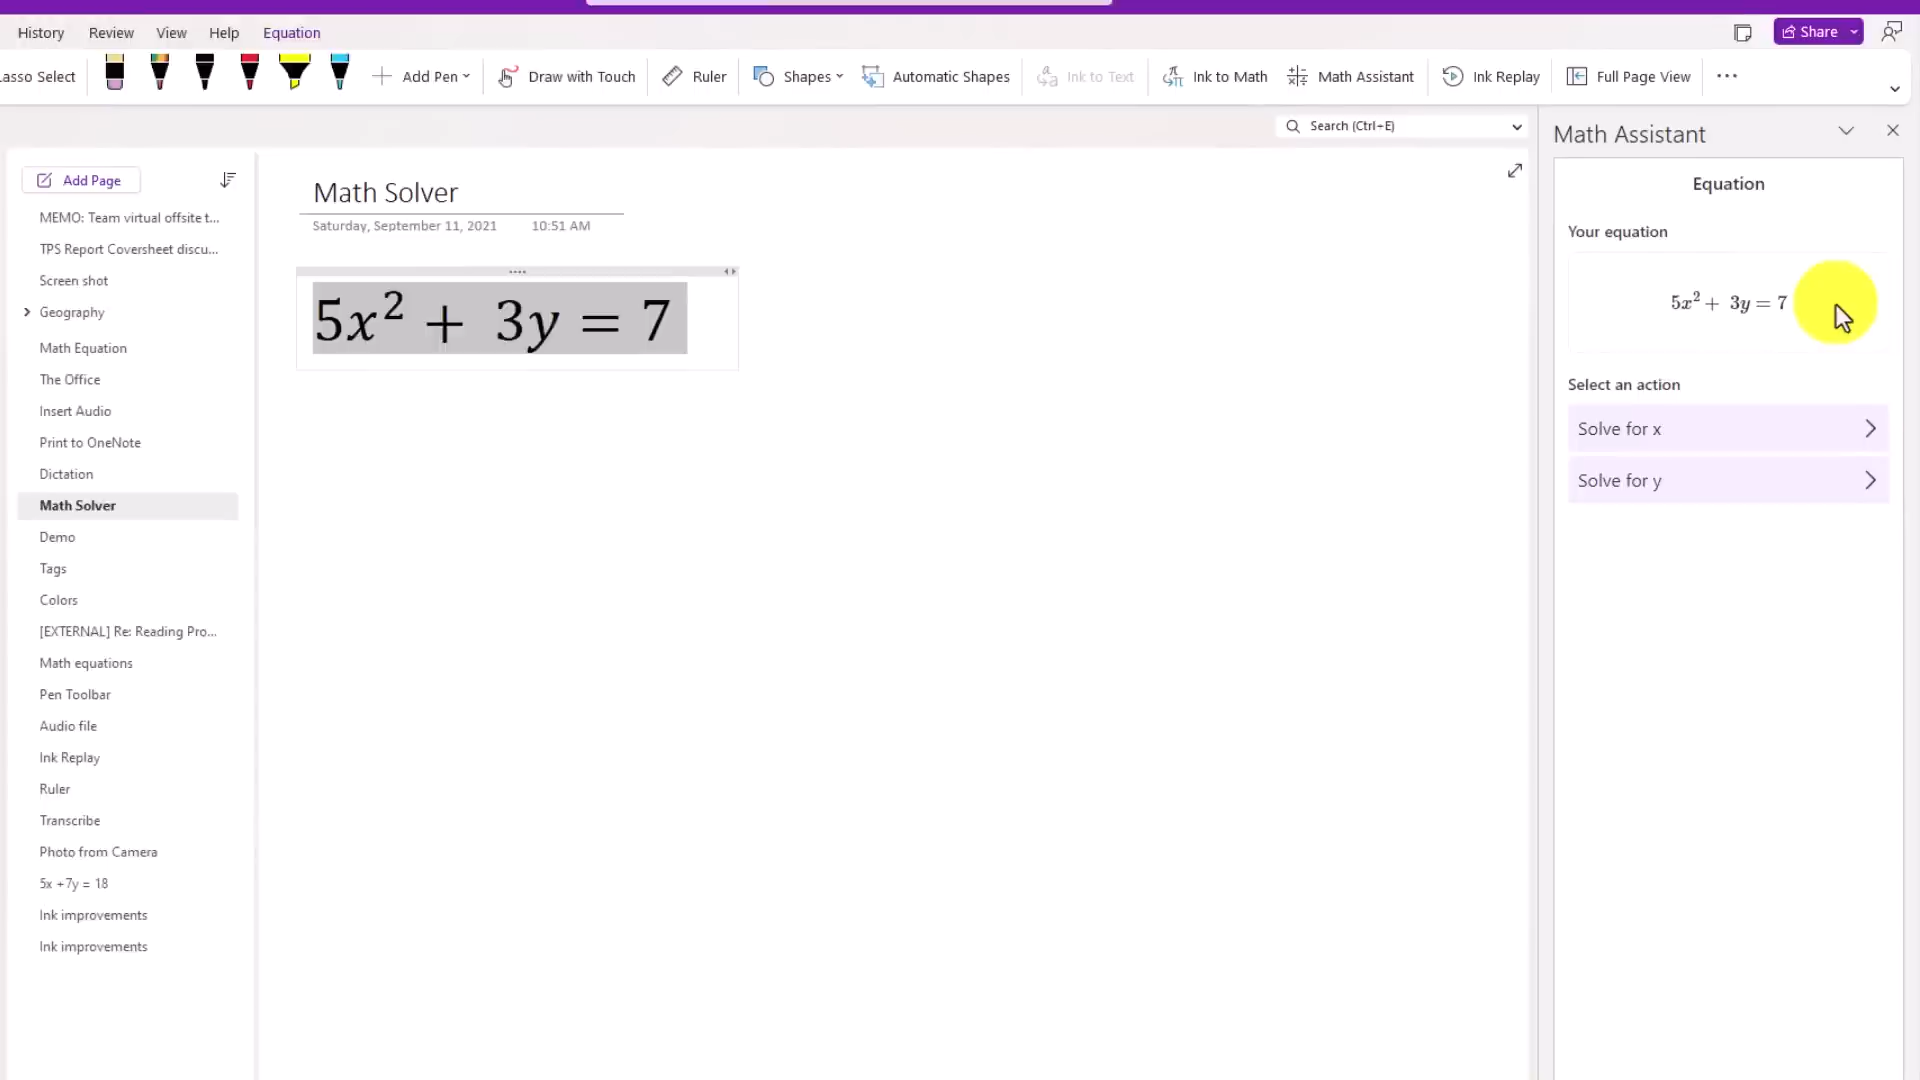 History Review View Help Equation Share
asso Select Add Pen Draw with Touch Ruler Shapes Automatic Shapes Ink to Text Ink to Math Math Assistant Ink Replay Full Page View ...
Search (Ctrl+E)
Add Page
MEMO: Team virtual offsite t...
TPS Report Coversheet discu...
Screen shot
Geography
Math Equation
The Office
Insert Audio
Print to OneNote
Dictation
Math Solver
Demo
Tags
Colors
[EXTERNAL] Re: Reading Pro...
Math equations
Pen Toolbar
Audio file
Ink Replay
Ruler
Transcribe
Photo from Camera
5x +7y = 18
Ink improvements
Ink improvements
Math Solver
Saturday, September 11, 2021 10:51 AM
5x² + 3y = 7
Math Assistant
Equation
Your equation
5x² + 3y = 7
Select an action
Solve for x
Solve for y